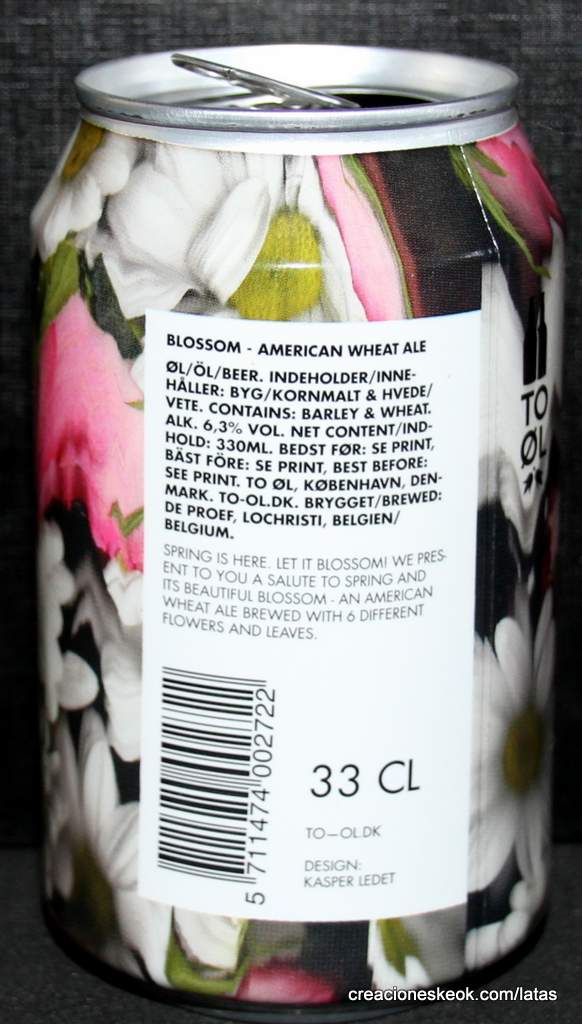 BLOSSOM - AMERICAN WHEAT ALE
ØL/ÖL/BEER. INDEHOLDER/INNE-
HÅLLER: BYG/KORNMALT & HVEDE/
VETE. CONTAINS: BARLEY & WHEAT.
ALK. 6,3% VOL. NET CONTENT/IND-
HOLD: 330ML. BEDST FØR: SE PRINT,
BÄST FÖRE: SE PRINT, BEST BEFORE:
SEE PRINT. TO ØL, KØBENHAVN, DEN-
MARK. TO-OL.DK. BRYGGET/BREWED:
DE PROEF, LOCHRISTI, BELGIEN/
BELGIUM.
SPRING IS HERE. LET IT BLOSSOM! WE PRES-
ENT TO YOU A SALUTE TO SPRING AND
ITS BEAUTIFUL BLOSSOM - AN AMERICAN
WHEAT ALE BREWED WITH 6 DIFFERENT
FLOWERS AND LEAVES.
5 711474 002722
33 CL
TO—OL.DK
DESIGN:
KASPER LEDET
TO
ØL
creacioneskeok.com/latas